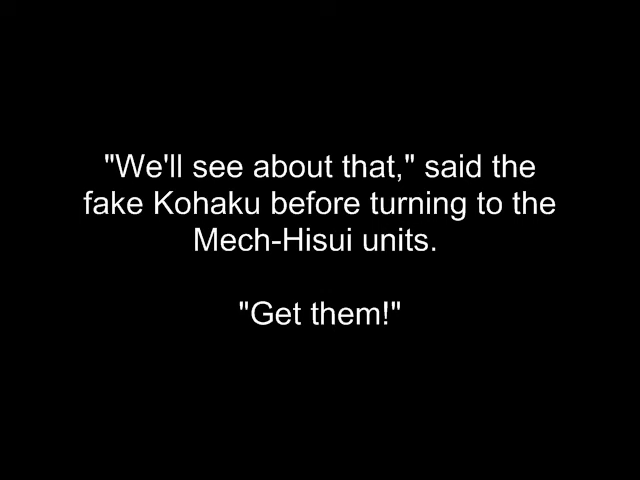 "We'll see about that," said the
fake Kohaku before turning to the
Mech-Hisui units.
"Get them!"